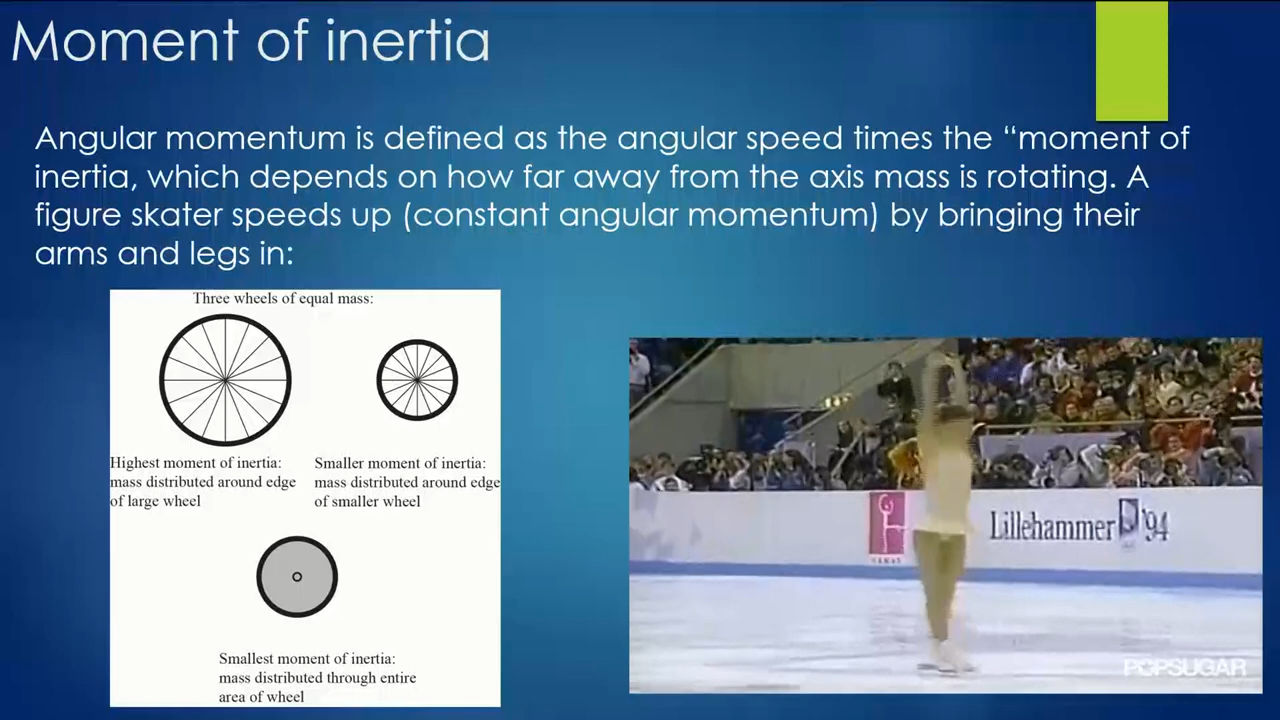 Moment of inertia
Angular momentum is defined as the angular speed times the “moment of
inertia, which depends on how far away from the axis mass is rotating. A
figure skater speeds up (constant angular momentum) by bringing their
arms and legs in:
Three wheels of equal mass:
Highest moment of inertia:
mass distributed around edge
of large wheel
Smaller moment of inertia:
mass distributed around edge
of smaller wheel
Smallest moment of inertia:
mass distributed through entire
area of wheel
Lillehammer '94
POPSUGAR